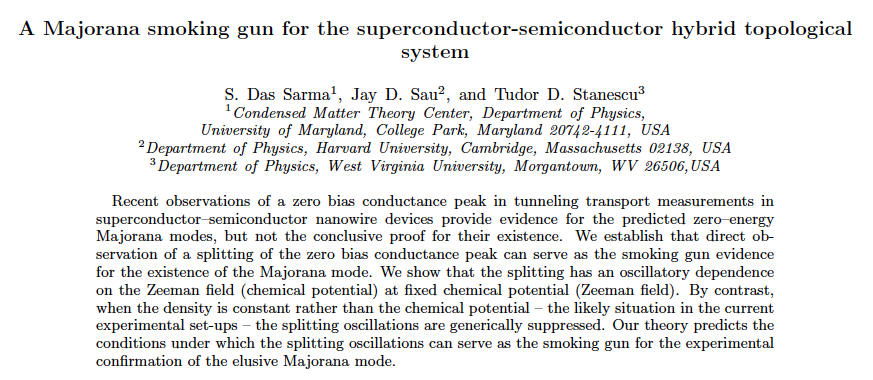 A Majorana smoking gun for the superconductor-semiconductor hybrid topological
system
S. Das Sarma1, Jay D. Sau2, and Tudor D. Stanescu3
1 Condensed Matter Theory Center, Department of Physics,
University of Maryland, College Park, Maryland 20742-4111, USA
2 Department of Physics, Harvard University, Cambridge, Massachusetts 02138, USA
3 Department of Physics, West Virginia University, Morgantown, WV 26506,USA
Recent observations of a zero bias conductance peak in tunneling transport measurements in
superconductor–semiconductor nanowire devices provide evidence for the predicted zero–energy
Majorana modes, but not the conclusive proof for their existence. We establish that direct ob-
servation of a splitting of the zero bias conductance peak can serve as the smoking gun evidence
for the existence of the Majorana mode. We show that the splitting has an oscillatory dependence
on the Zeeman field (chemical potential) at fixed chemical potential (Zeeman field). By contrast,
when the density is constant rather than the chemical potential – the likely situation in the current
experimental set-ups – the splitting oscillations are generically suppressed. Our theory predicts the
conditions under which the splitting oscillations can serve as the smoking gun for the experimental
confirmation of the elusive Majorana mode.